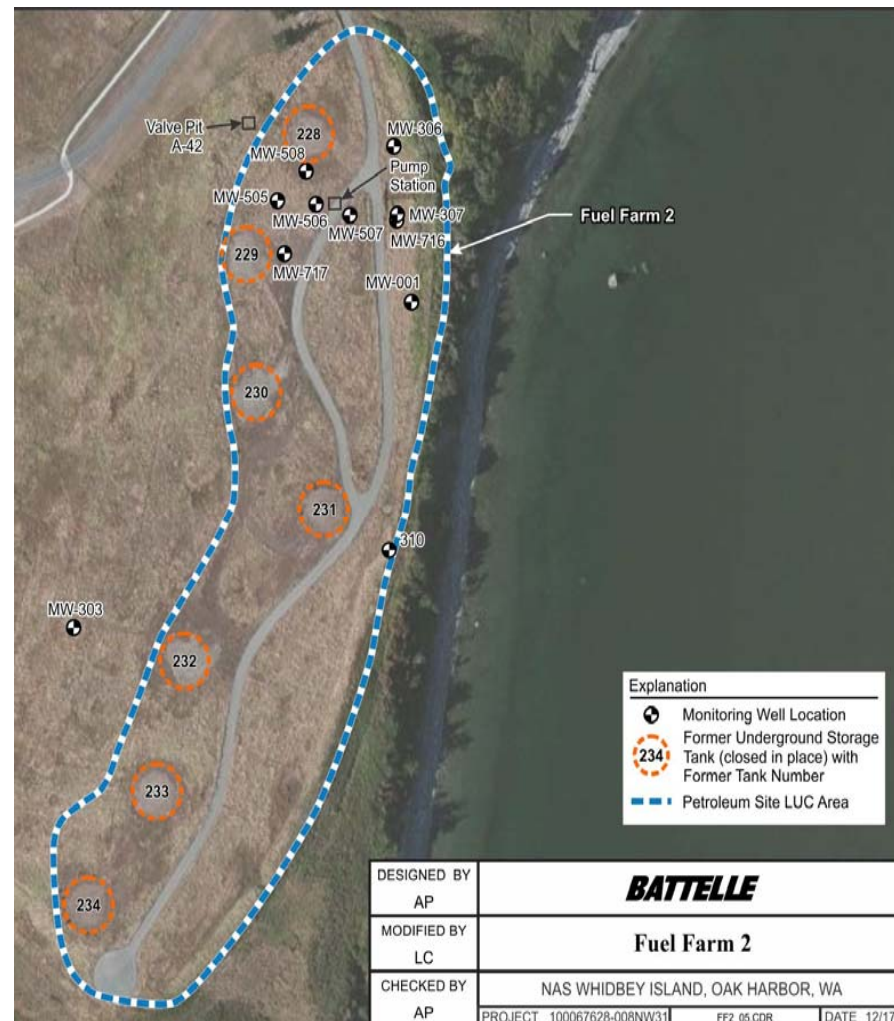 228
Valve Pit
A-42
MW-306
MW-508
Pump
Station
MW-505
MW-506
MW-507
MW-307
MW-716
Fuel Farm 2
229
MW-717
MW-001
230
231
310
MW-303
232
233
234
Explanation
Monitoring Well Location
234
Former Underground Storage
Tank (closed in place) with
Former Tank Number
Petroleum Site LUC Area
DESIGNED BY
AP
BATTELLE
MODIFIED BY
LC
Fuel Farm 2
CHECKED BY
AP
NAS WHIDBEY ISLAND, OAK HARBOR, WA
PROJECT 100067628-008NW31
FF2_05.CDR
DATE 12/17